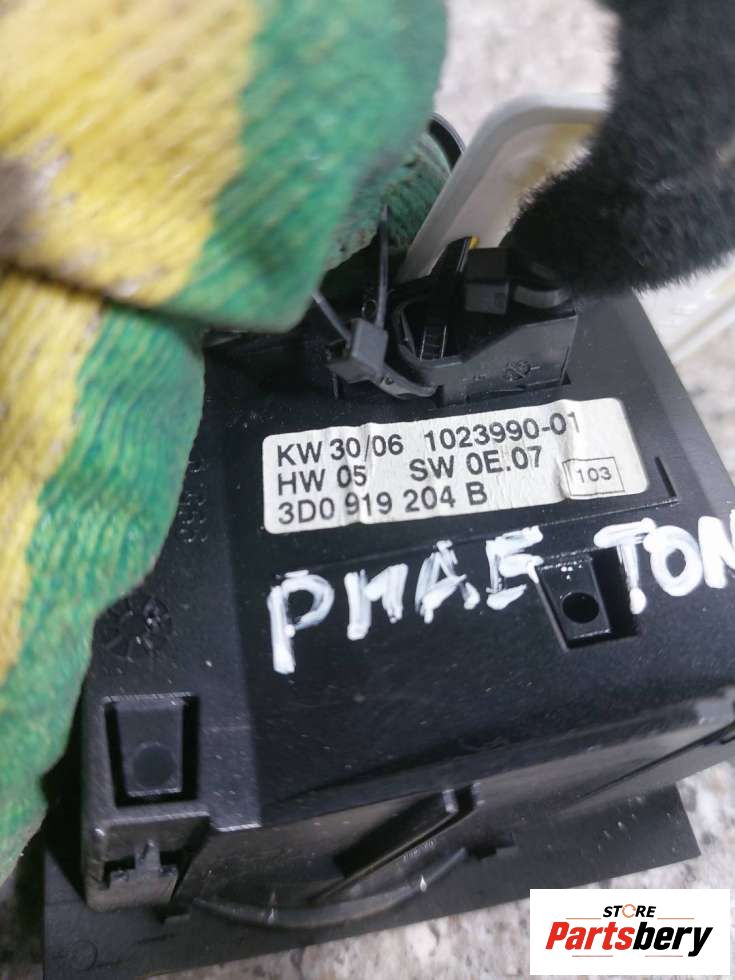 KW 30/06 1023990-01
HW 05 SW 0E.07
103
3D0 919 204 B
PHAETON
STORE
Partsbery